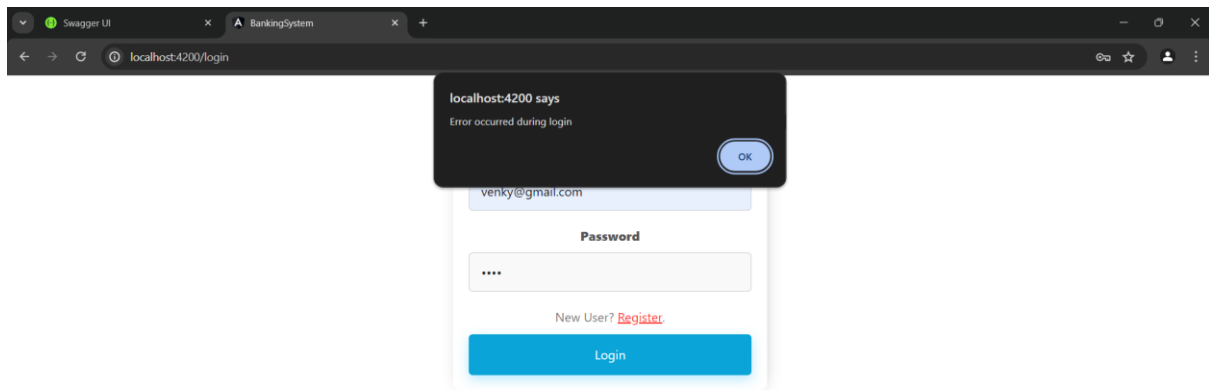 Swagger UI
BankingSystem
localhost:4200/login
localhost:4200 says
Error occurred during login
OK
venky@gmail.com
Password
••••
New User? Register.
Login